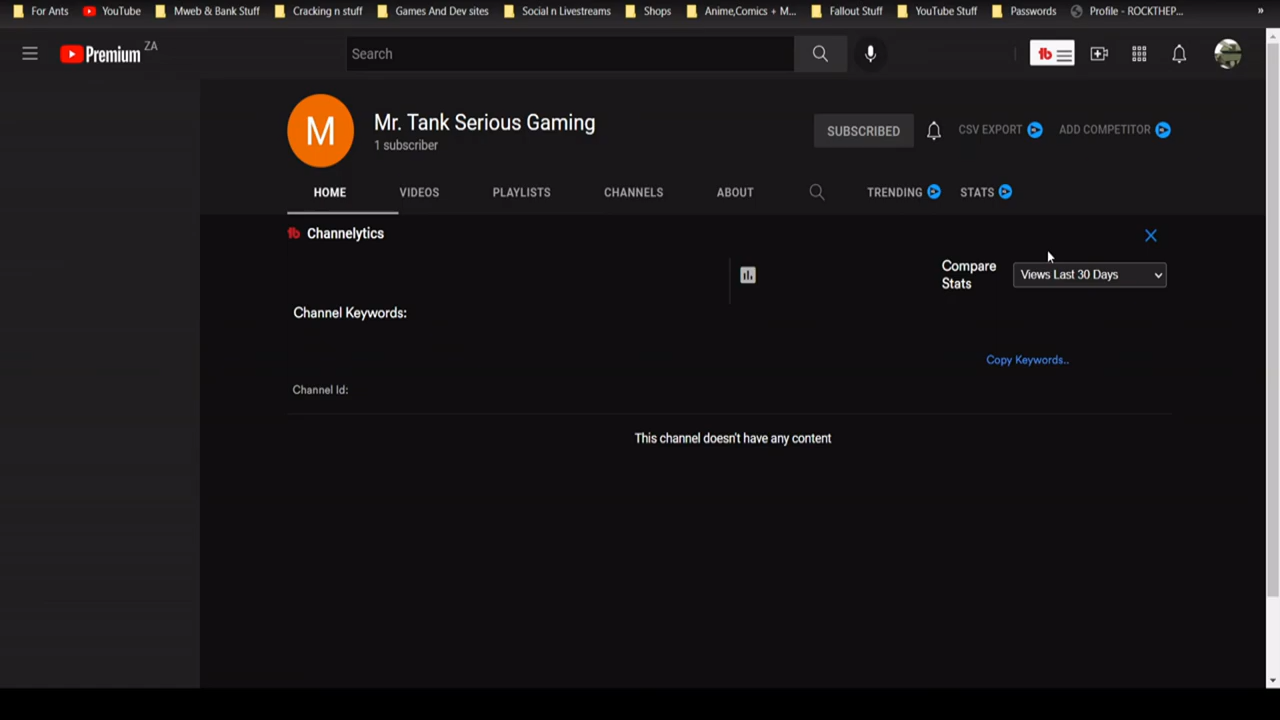 For Ants YouTube Mweb & Bank Stuff Cracking n stuff Games And Dev sites Social n Livestreams Shops Anime,Comics + M... Fallout Stuff YouTube Stuff Passwords Profile - ROCKTHEP... »
Premium ZA Search tb
M
Mr. Tank Serious Gaming
1 subscriber
SUBSCRIBED CSV EXPORT ADD COMPETITOR
HOME VIDEOS PLAYLISTS CHANNELS ABOUT TRENDING STATS
tb Channelytics
Compare
Stats
Views Last 30 Days
Channel Keywords:
Copy Keywords..
Channel Id:
This channel doesn't have any content